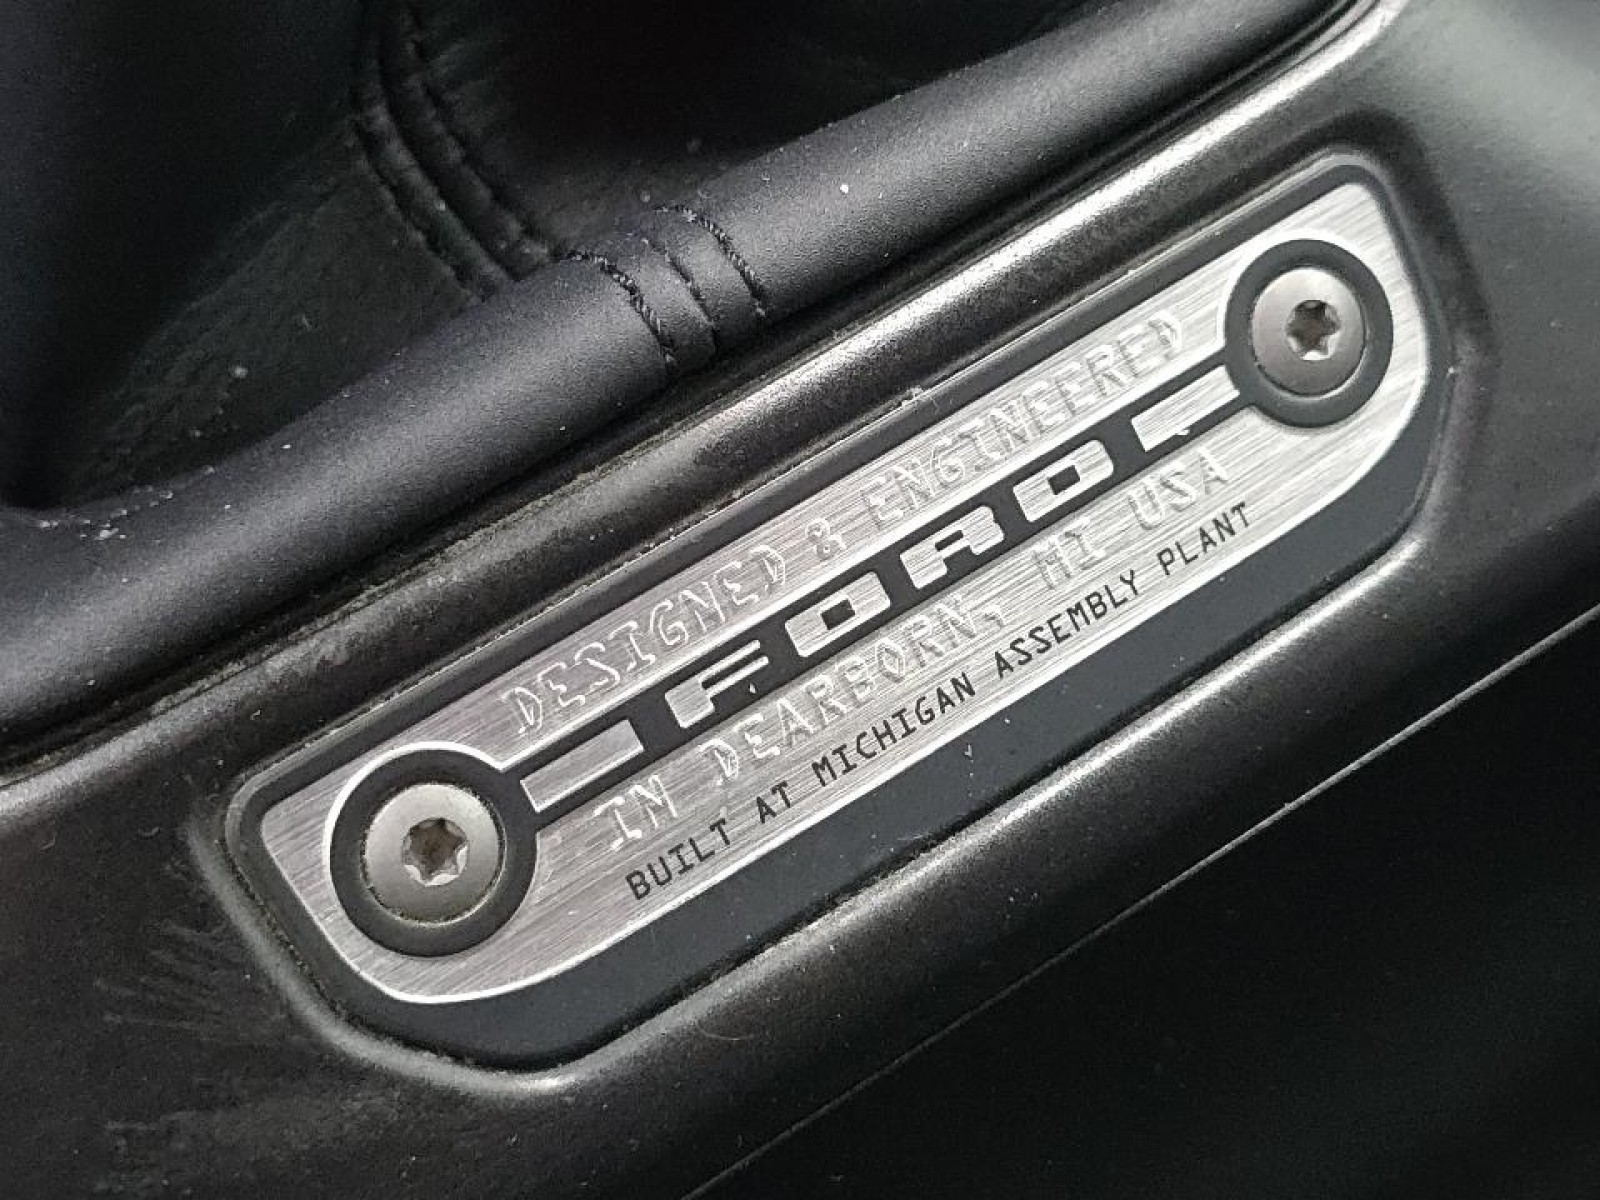 DESIGNED & ENGINEERED
FORD
IN DEARBORN, MI USA
BUILT AT MICHIGAN ASSEMBLY PLANT